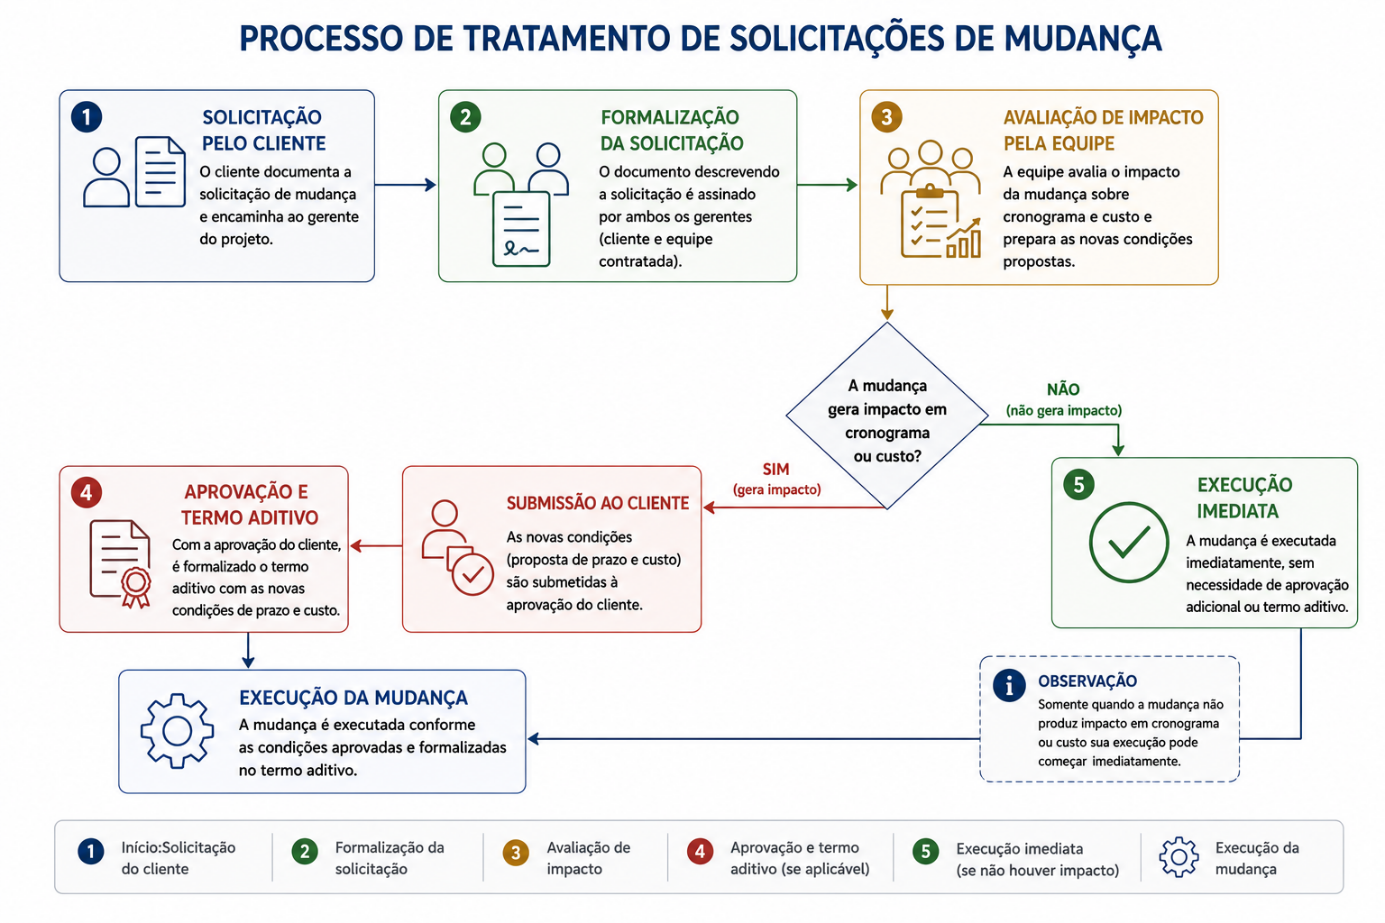 PROCESSO DE TRATAMENTO DE SOLICITAÇÕES DE MUDANÇA
1
SOLICITAÇÃO
PELO CLIENTE
O cliente documenta a
solicitação de mudança
e encaminha ao gerente
do projeto.
2
FORMALIZAÇÃO
DA SOLICITAÇÃO
O documento descrevendo
a solicitação é assinado
por ambos os gerentes
(cliente e equipe
contratada).
3
AVALIAÇÃO DE IMPACTO
PELA EQUIPE
A equipe avalia o impacto
da mudança sobre
cronograma e custo e
prepara as novas condições
propostas.
A mudança
gera impacto em
cronograma
ou custo?
NÃO
(não gera impacto)
SIM
(gera impacto)
4
APROVAÇÃO E
TERMO ADITIVO
Com a aprovação do cliente,
é formalizado o termo
aditivo com as novas
condições de prazo e custo.
SUBMISSÃO AO CLIENTE
As novas condições
(proposta de prazo e custo)
são submetidas à
aprovação do cliente.
5
EXECUÇÃO
IMEDIATA
A mudança é executada
imediatamente, sem
necessidade de aprovação
adicional ou termo aditivo.
EXECUÇÃO DA MUDANÇA
A mudança é executada conforme
as condições aprovadas e formalizadas
no termo aditivo.
i
OBSERVAÇÃO
Somente quando a mudança não
produz impacto em cronograma
ou custo sua execução pode
começar imediatamente.
1
Início:Solicitação
do cliente
2
Formalização da
solicitação
3
Avaliação de
impacto
4
Aprovação e termo
aditivo (se aplicável)
5
Execução imediata
(se não houver impacto)
Execução da
mudança